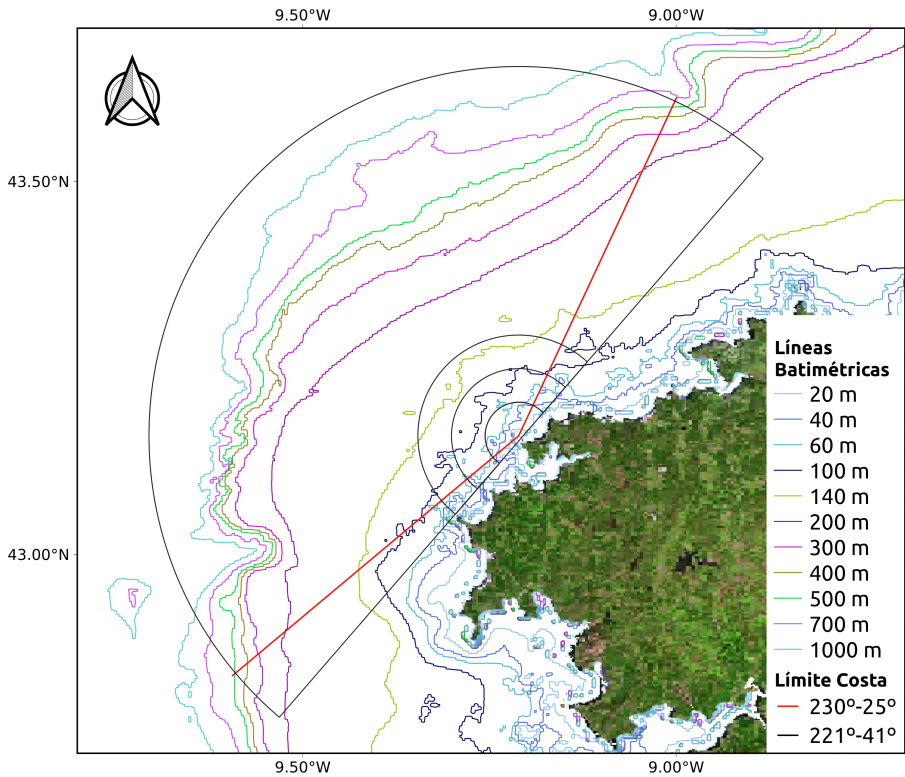 9.50°W
9.00°W
43.50°N
43.00°N
Líneas
Batimétricas
20 m
40 m
60 m
100 m
140 m
200 m
300 m
400 m
500 m
700 m
1000 m
Límite Costa
230º-25º
221º-41º
9.50°W
9.00°W